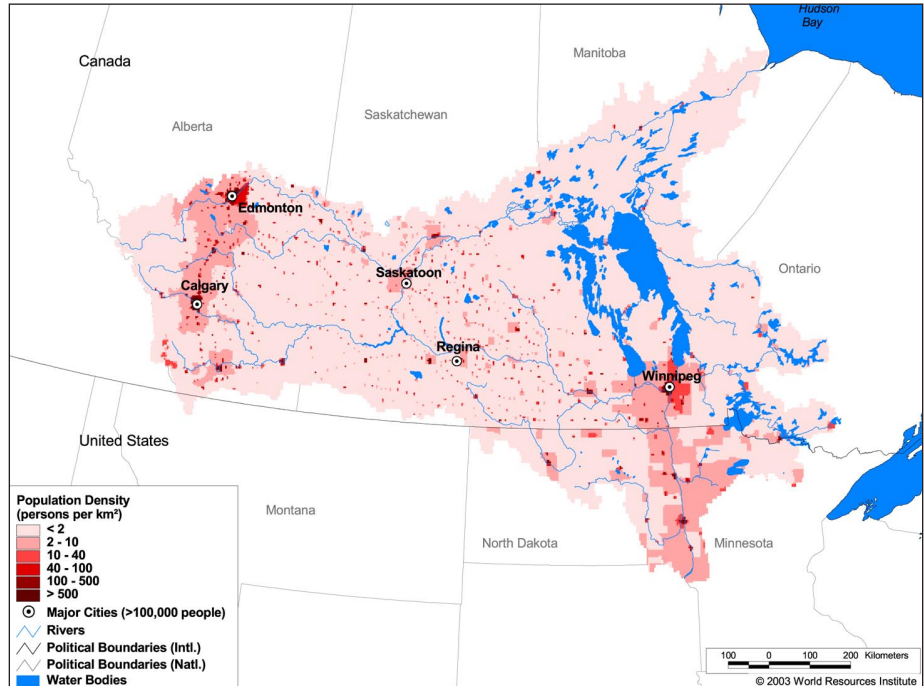 Hudson
Bay
Canada
Manitoba
Saskatchewan
Alberta
Edmonton
Ontario
Saskatoon
Calgary
Regina
Winnipeg
United States
Montana
North Dakota
Minnesota
Population Density
(persons per km²)
< 2
2 - 10
10 - 40
40 - 100
100 - 500
> 500
Major Cities (>100,000 people)
Rivers
Political Boundaries (Intl.)
Political Boundaries (Natl.)
Water Bodies
100 0 100 200 Kilometers
© 2003 World Resources Institute